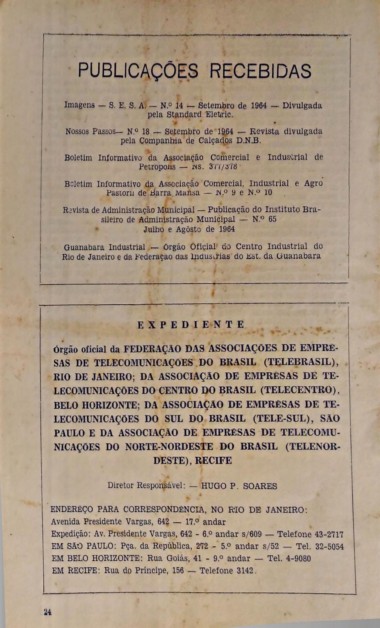 PUBLICAÇÕES RECEBIDAS
Imagens — S. E. S. A. — N.º 14 — Setembro de 1964 — Divulgada
pela Standard Eletric.
Nossos Passos— N.º 18 — Setembro de 1964 — Revista divulgada
pela Companhia de Calçados D.N.B.
Boletim Informativo da Associação Comercial e Industrial de
Petrópolis — Ns. 377/378
Boletim Informativo da Associação Comercial, Industrial e Agro
Pastoril de Barra Mansa — N.º 9 e N.º 10
Revista de Administração Municipal — Publicação do Instituto Bra-
sileiro de Administração Municipal — N.º 65
Julho e Agôsto de 1964
Guanabara Industrial — Órgão Oficial do Centro Industrial do
Rio de Janeiro e da Federação das Indústrias do Est. da Guanabara
EXPEDIENTE
Órgão oficial da FEDERAÇÃO DAS ASSOCIAÇÕES DE EMPRE-
SAS DE TELECOMUNICAÇÕES DO BRASIL (TELEBRASIL),
RIO DE JANEIRO; DA ASSOCIAÇÃO DE EMPRESAS DE TE-
LECOMUNICAÇÕES DO CENTRO DO BRASIL (TELECENTRO),
BELO HORIZONTE; DA ASSOCIAÇÃO DE EMPRESAS DE TE-
LECOMUNICAÇÕES DO SUL DO BRASIL (TELE-SUL), SÃO
PAULO E DA ASSOCIAÇÃO DE EMPRESAS DE TELECOMU-
NICAÇÕES DO NORTE-NORDESTE DO BRASIL (TELENOR-
DESTE), RECIFE
Diretor Responsável: — HUGO P. SOARES
ENDEREÇO PARA CORRESPONDENCIA, NO RIO DE JANEIRO:
Avenida Presidente Vargas, 642 — 17.º andar
Expedição: Av. Presidente Vargas, 642 - 6.º andar s/609 — Telefone 43-2717
EM SÃO PAULO: Pça. da República, 272 - 5.º andar s/52 — Tel. 32-5054
EM BELO HORIZONTE: Rua Goiás, 41 - 9.º andar — Tel. 4-9080
EM RECIFE: Rua do Príncipe, 156 — Telefone 3142
24